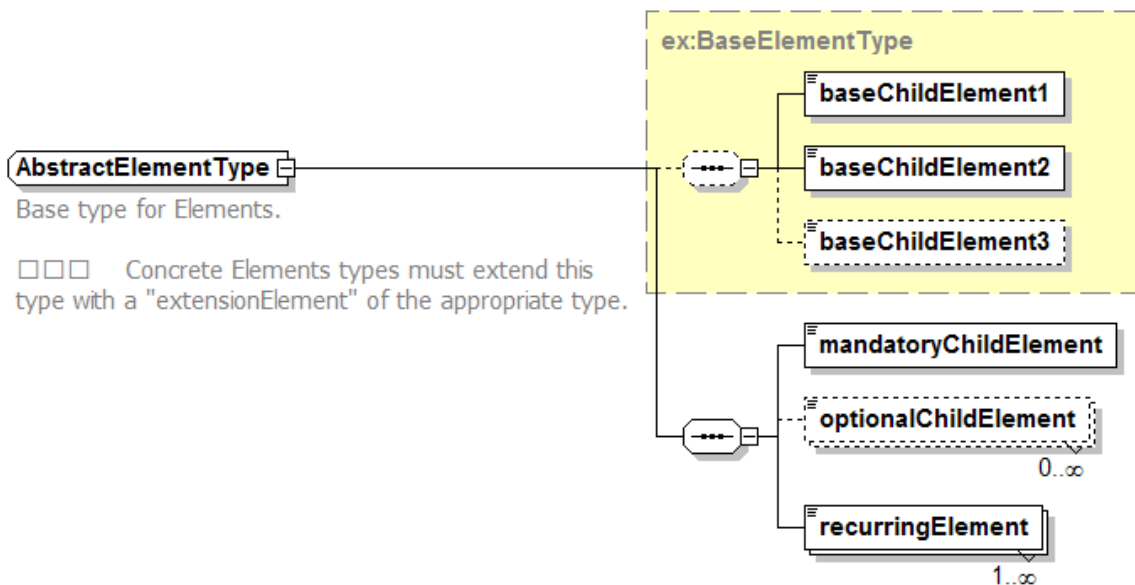 ex:BaseElementType
baseChildElement1
AbstractElementType
baseChildElement2
Base type for Elements.
baseChildElement3
□□□ Concrete Elements types must extend this
type with a "extensionElement" of the appropriate type.
mandatoryChildElement
optionalChildElement
0..∞
recurringElement
1..∞